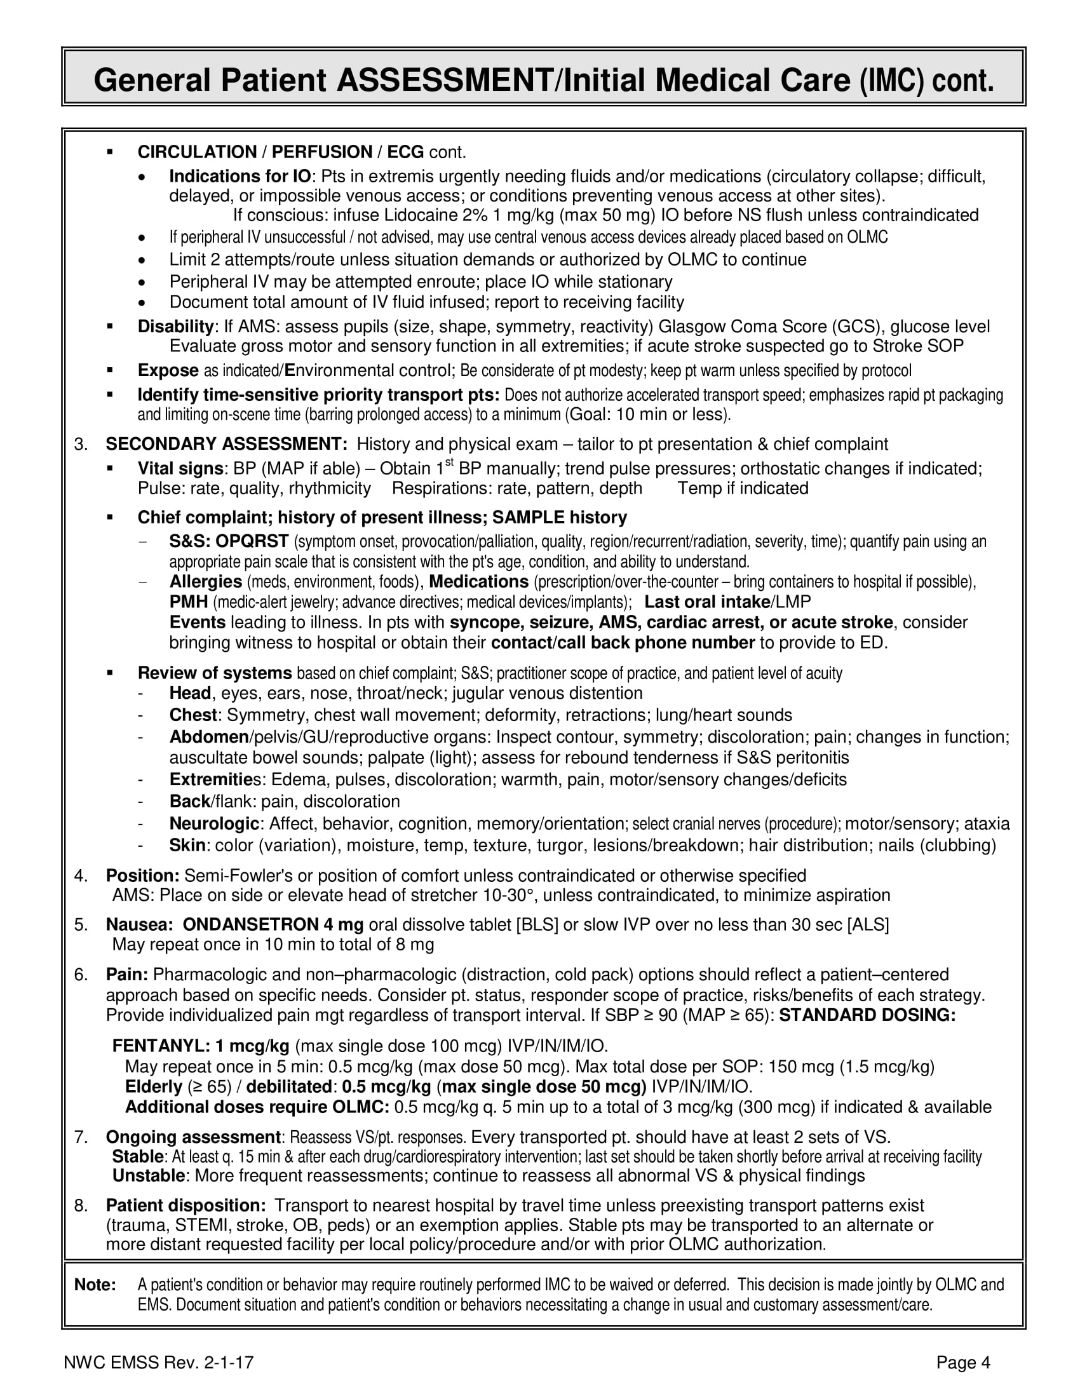 General Patient ASSESSMENT/Initial Medical Care (IMC) cont.
▪ CIRCULATION / PERFUSION / ECG cont.
• Indications for IO: Pts in extremis urgently needing fluids and/or medications (circulatory collapse; difficult,
delayed, or impossible venous access; or conditions preventing venous access at other sites).
If conscious: infuse Lidocaine 2% 1 mg/kg (max 50 mg) IO before NS flush unless contraindicated
• If peripheral IV unsuccessful / not advised, may use central venous access devices already placed based on OLMC
• Limit 2 attempts/route unless situation demands or authorized by OLMC to continue
• Peripheral IV may be attempted enroute; place IO while stationary
• Document total amount of IV fluid infused; report to receiving facility
▪ Disability: If AMS: assess pupils (size, shape, symmetry, reactivity) Glasgow Coma Score (GCS), glucose level
Evaluate gross motor and sensory function in all extremities; if acute stroke suspected go to Stroke SOP
▪ Expose as indicated/Environmental control; Be considerate of pt modesty; keep pt warm unless specified by protocol
▪ Identify time-sensitive priority transport pts: Does not authorize accelerated transport speed; emphasizes rapid pt packaging
and limiting on-scene time (barring prolonged access) to a minimum (Goal: 10 min or less).
3. SECONDARY ASSESSMENT: History and physical exam – tailor to pt presentation & chief complaint
▪ Vital signs: BP (MAP if able) – Obtain 1st BP manually; trend pulse pressures; orthostatic changes if indicated;
Pulse: rate, quality, rhythmicity Respirations: rate, pattern, depth Temp if indicated
▪ Chief complaint; history of present illness; SAMPLE history
− S&S: OPQRST (symptom onset, provocation/palliation, quality, region/recurrent/radiation, severity, time); quantify pain using an
appropriate pain scale that is consistent with the pt's age, condition, and ability to understand.
− Allergies (meds, environment, foods), Medications (prescription/over-the-counter – bring containers to hospital if possible),
PMH (medic-alert jewelry; advance directives; medical devices/implants); Last oral intake/LMP
Events leading to illness. In pts with syncope, seizure, AMS, cardiac arrest, or acute stroke, consider
bringing witness to hospital or obtain their contact/call back phone number to provide to ED.
▪ Review of systems based on chief complaint; S&S; practitioner scope of practice, and patient level of acuity
- Head, eyes, ears, nose, throat/neck; jugular venous distention
- Chest: Symmetry, chest wall movement; deformity, retractions; lung/heart sounds
- Abdomen/pelvis/GU/reproductive organs: Inspect contour, symmetry; discoloration; pain; changes in function;
auscultate bowel sounds; palpate (light); assess for rebound tenderness if S&S peritonitis
- Extremities: Edema, pulses, discoloration; warmth, pain, motor/sensory changes/deficits
- Back/flank: pain, discoloration
- Neurologic: Affect, behavior, cognition, memory/orientation; select cranial nerves (procedure); motor/sensory; ataxia
- Skin: color (variation), moisture, temp, texture, turgor, lesions/breakdown; hair distribution; nails (clubbing)
4. Position: Semi-Fowler's or position of comfort unless contraindicated or otherwise specified
AMS: Place on side or elevate head of stretcher 10-30°, unless contraindicated, to minimize aspiration
5. Nausea: ONDANSETRON 4 mg oral dissolve tablet [BLS] or slow IVP over no less than 30 sec [ALS]
May repeat once in 10 min to total of 8 mg
6. Pain: Pharmacologic and non–pharmacologic (distraction, cold pack) options should reflect a patient–centered
approach based on specific needs. Consider pt. status, responder scope of practice, risks/benefits of each strategy.
Provide individualized pain mgt regardless of transport interval. If SBP ≥ 90 (MAP ≥ 65): STANDARD DOSING:
FENTANYL: 1 mcg/kg (max single dose 100 mcg) IVP/IN/IM/IO.
May repeat once in 5 min: 0.5 mcg/kg (max dose 50 mcg). Max total dose per SOP: 150 mcg (1.5 mcg/kg)
Elderly (≥ 65) / debilitated: 0.5 mcg/kg (max single dose 50 mcg) IVP/IN/IM/IO.
Additional doses require OLMC: 0.5 mcg/kg q. 5 min up to a total of 3 mcg/kg (300 mcg) if indicated & available
7. Ongoing assessment: Reassess VS/pt. responses. Every transported pt. should have at least 2 sets of VS.
Stable: At least q. 15 min & after each drug/cardiorespiratory intervention; last set should be taken shortly before arrival at receiving facility
Unstable: More frequent reassessments; continue to reassess all abnormal VS & physical findings
8. Patient disposition: Transport to nearest hospital by travel time unless preexisting transport patterns exist
(trauma, STEMI, stroke, OB, peds) or an exemption applies. Stable pts may be transported to an alternate or
more distant requested facility per local policy/procedure and/or with prior OLMC authorization.
Note: A patient's condition or behavior may require routinely performed IMC to be waived or deferred. This decision is made jointly by OLMC and
EMS. Document situation and patient's condition or behaviors necessitating a change in usual and customary assessment/care.
NWC EMSS Rev. 2-1-17 Page 4